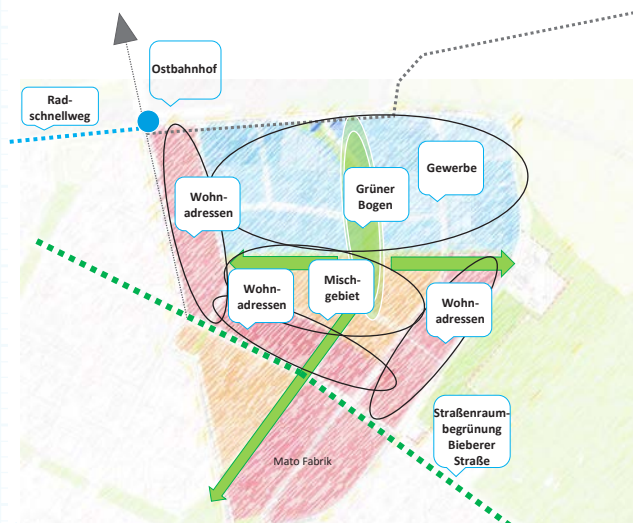 Ostbahnhof
Rad-
schnellweg
Gewerbe
Wohn-
adressen
Grüner
Bogen
Wohn-
adressen
Misch-
gebiet
Wohn-
adressen
Straßenraum-
begrünung
Bieberer
Straße
Mato Fabrik